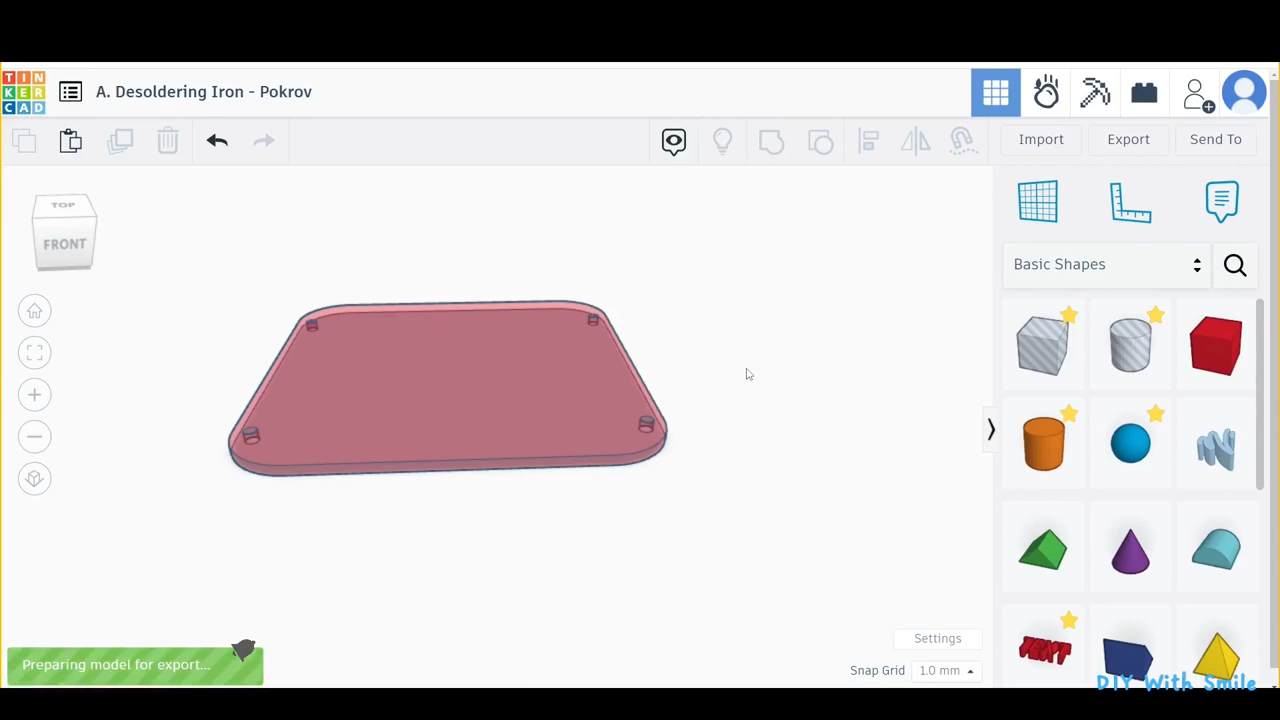 TIN
KER
CAD
A. Desoldering Iron - Pokrov
Import
Export
Send To
TOP
FRONT
Basic Shapes
TEXT
Settings
Snap Grid 1.0 mm
Preparing model for export...
DIY With Smile